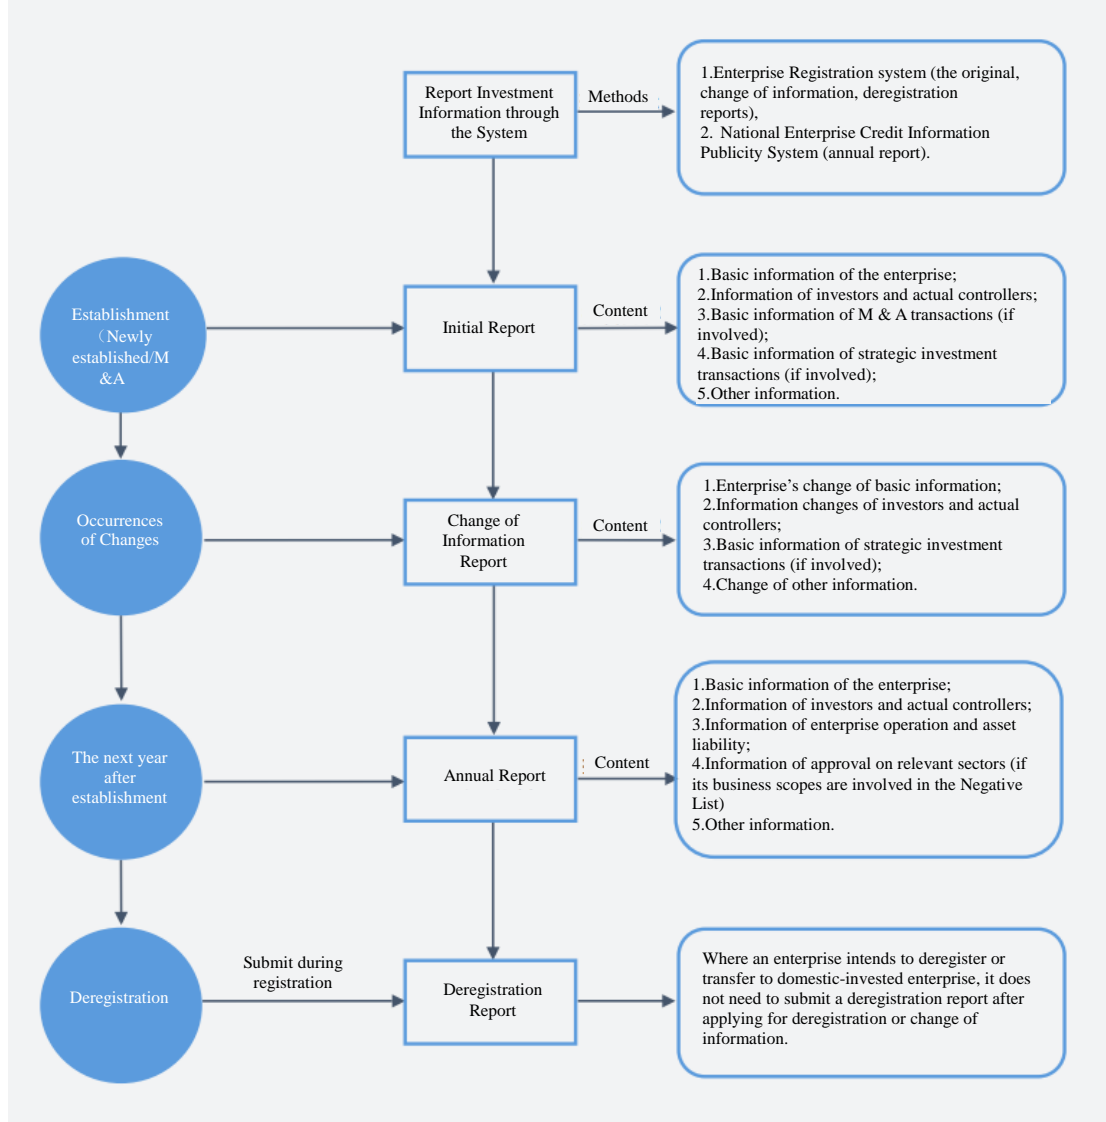 Report Investment
Information through
the System
Methods
1.Enterprise Registration system (the original,
change of information, deregistration
reports),
2. National Enterprise Credit Information
Publicity System (annual report).
Establishment
（Newly
established/M
&A
Initial Report
Content
1.Basic information of the enterprise;
2.Information of investors and actual controllers;
3.Basic information of M & A transactions (if
involved);
4.Basic information of strategic investment
transactions (if involved);
5.Other information.
Occurrences
of Changes
Change of
Information
Report
Content
1.Enterprise’s change of basic information;
2.Information changes of investors and actual
controllers;
3.Basic information of strategic investment
transactions (if involved);
4.Change of other information.
The next year
after
establishment
Annual Report
Content
1.Basic information of the enterprise;
2.Information of investors and actual controllers;
3.Information of enterprise operation and asset
liability;
4.Information of approval on relevant sectors (if
its business scopes are involved in the Negative
List)
5.Other information.
Deregistration
Submit during
registration
Deregistration
Report
Where an enterprise intends to deregister or
transfer to domestic-invested enterprise, it does
not need to submit a deregistration report after
applying for deregistration or change of
information.